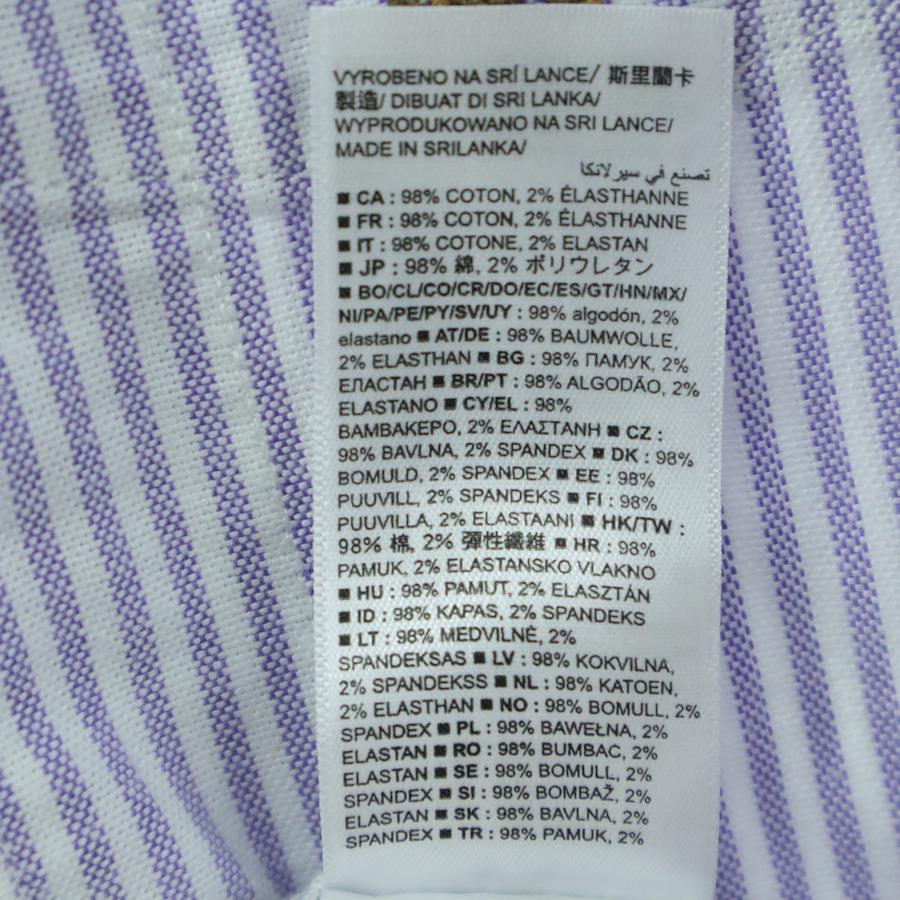 VYROBENO NA SRÍ LANCE/ 斯里蘭卡
製造/ DIBUAT DI SRI LANKA/
WYPRODUKOWANO NA SRI LANCE/
MADE IN SRILANKA/
تصنع في سيرلانكا
■ CA : 98% COTON, 2% ÉLASTHANNE
■ FR : 98% COTON, 2% ÉLASTHANNE
■ IT : 98% COTONE, 2% ELASTAN
■ JP : 98% 綿, 2% ポリウレタン
■ BO/CL/CO/CR/DO/EC/ES/GT/HN/MX/
NI/PA/PE/PY/SV/UY : 98% algodón, 2%
elastano ■ AT/DE : 98% BAUMWOLLE,
2% ELASTHAN ■ BG : 98% ПАМУК, 2%
ЕЛАСТАН ■ BR/PT : 98% ALGODÃO, 2%
ELASTANO ■ CY/EL : 98%
ΒΑΜΒΑΚΕΡΟ, 2% ΕΛΑΣΤΑΝΗ ■ CZ :
98% BAVLNA, 2% SPANDEX ■ DK : 98%
BOMULD, 2% SPANDEX ■ EE : 98%
PUUVILL, 2% SPANDEKS ■ FI : 98%
PUUVILLA, 2% ELASTAANI ■ HK/TW :
98% 棉, 2% 彈性纖維 ■ HR : 98%
PAMUK, 2% ELASTANSKO VLAKNO
■ HU : 98% PAMUT, 2% ELASZTÁN
■ ID : 98% KAPAS, 2% SPANDEKS
■ LT : 98% MEDVILNĖ, 2%
SPANDEKSAS ■ LV : 98% KOKVILNA,
2% SPANDEKSS ■ NL : 98% KATOEN,
2% ELASTHAN ■ NO : 98% BOMULL, 2%
SPANDEX ■ PL : 98% BAWEŁNA, 2%
ELASTAN ■ RO : 98% BUMBAC, 2%
ELASTAN ■ SE : 98% BOMULL, 2%
SPANDEX ■ SI : 98% BOMBAŽ, 2%
ELASTAN ■ SK : 98% BAVLNA, 2%
SPANDEX ■ TR : 98% PAMUK, 2%